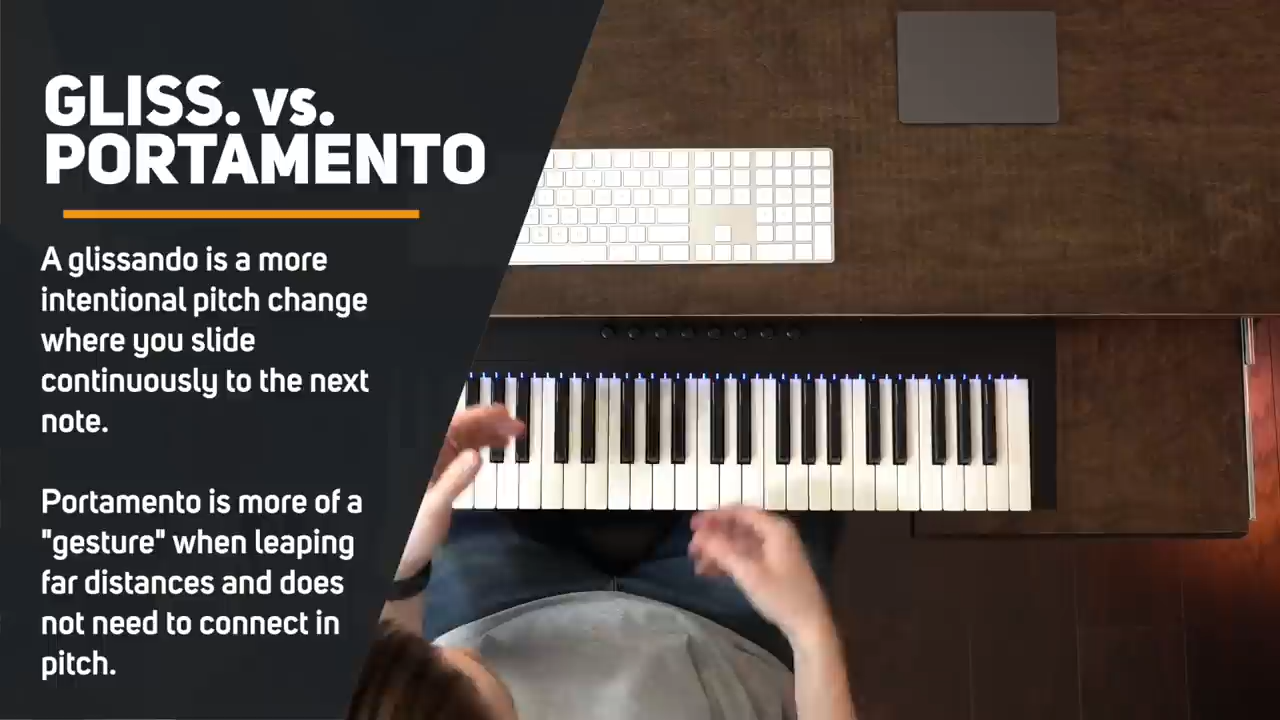 GLISS. vs.
PORTAMENTO
A glissando is a more
intentional pitch change
where you slide
continuously to the next
note.
Portamento is more of a
"gesture" when leaping
far distances and does
not need to connect in
pitch.